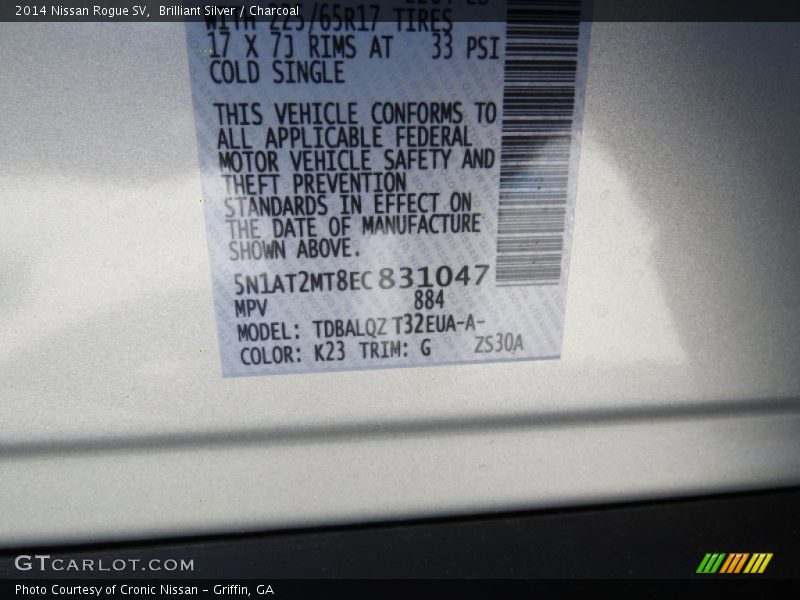 2014 Nissan Rogue SV, Brilliant Silver / Charcoal
WITH 225/65R17 TIRES
17 X 7J RIMS AT 33 PSI
COLD SINGLE
THIS VEHICLE CONFORMS TO
ALL APPLICABLE FEDERAL
MOTOR VEHICLE SAFETY AND
THEFT PREVENTION
STANDARDS IN EFFECT ON
THE DATE OF MANUFACTURE
SHOWN ABOVE.
5N1AT2MT8EC831047
MPV 884
MODEL: TDBALQZ T32EUA-A-
COLOR: K23 TRIM: G ZS30A
GTCARLOT.COM
Photo Courtesy of Cronic Nissan - Griffin, GA